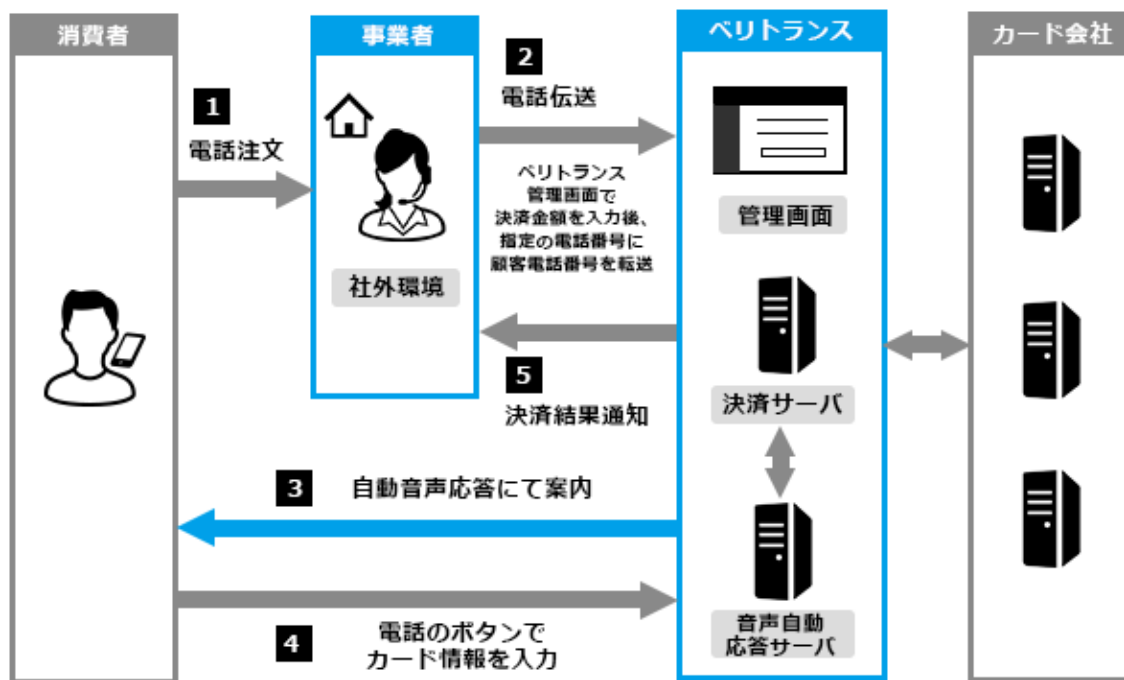 消費者
事業者
ベリトランス
カード会社
1
電話注文
2
電話伝送
ベリトランス
管理画面で
決済金額を入力後、
指定の電話番号に
顧客電話番号を転送
社外環境
管理画面
5
決済結果通知
決済サーバ
3
自動音声応答にて案内
4
電話のボタンで
カード情報を入力
音声自動
応答サーバ